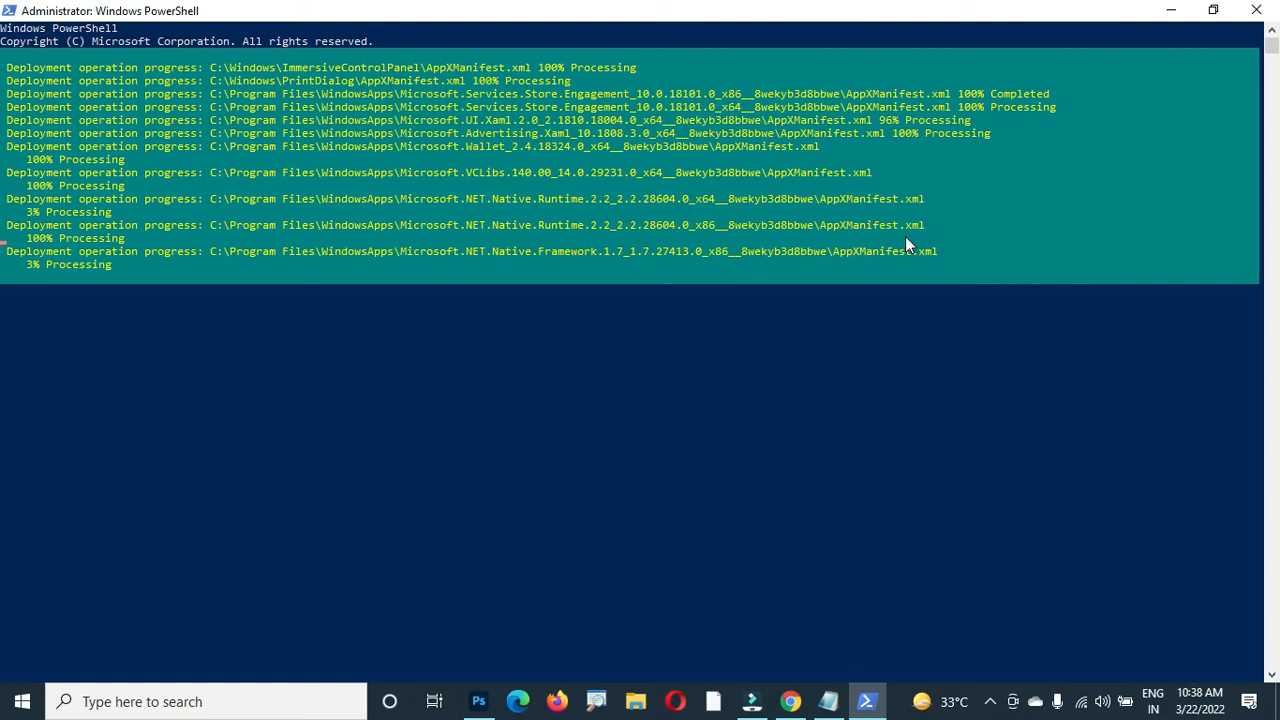 Administrator: Windows PowerShell
Windows PowerShell
Copyright (C) Microsoft Corporation. All rights reserved.
Deployment operation progress: C:\Windows\ImmersiveControlPanel\AppXManifest.xml 100% Processing
Deployment operation progress: C:\Windows\PrintDialog\AppXManifest.xml 100% Processing
Deployment operation progress: C:\Program Files\WindowsApps\Microsoft.Services.Store.Engagement_10.0.18101.0_x86__8wekyb3d8bbwe\AppXManifest.xml 100% Completed
Deployment operation progress: C:\Program Files\WindowsApps\Microsoft.Services.Store.Engagement_10.0.18101.0_x64__8wekyb3d8bbwe\AppXManifest.xml 100% Processing
Deployment operation progress: C:\Program Files\WindowsApps\Microsoft.UI.Xaml.2.0_2.1810.18004.0_x64__8wekyb3d8bbwe\AppXManifest.xml 96% Processing
Deployment operation progress: C:\Program Files\WindowsApps\Microsoft.Advertising.Xaml_10.1808.3.0_x64__8wekyb3d8bbwe\AppXManifest.xml 100% Processing
Deployment operation progress: C:\Program Files\WindowsApps\Microsoft.Wallet_2.4.18324.0_x64__8wekyb3d8bbwe\AppXManifest.xml
100% Processing
Deployment operation progress: C:\Program Files\WindowsApps\Microsoft.VCLibs.140.00_14.0.29231.0_x64__8wekyb3d8bbwe\AppXManifest.xml
100% Processing
Deployment operation progress: C:\Program Files\WindowsApps\Microsoft.NET.Native.Runtime.2.2_2.2.28604.0_x64__8wekyb3d8bbwe\AppXManifest.xml
3% Processing
Deployment operation progress: C:\Program Files\WindowsApps\Microsoft.NET.Native.Runtime.2.2_2.2.28604.0_x86__8wekyb3d8bbwe\AppXManifest.xml
100% Processing
Deployment operation progress: C:\Program Files\WindowsApps\Microsoft.NET.Native.Framework.1.7_1.7.27413.0_x86__8wekyb3d8bbwe\AppXManifest.xml
3% Processing
Type here to search
Ps
33°C
ENG
IN
10:38 AM
3/22/2022